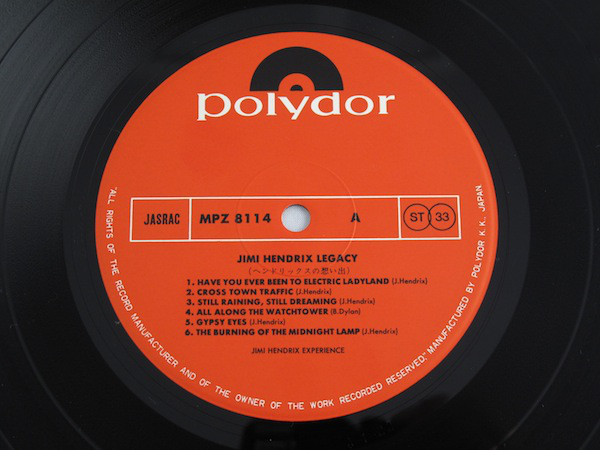 polydor
JASRAC MPZ 8114 A ST 33
JIMI HENDRIX LEGACY
(ヘンドリックスの想い出)
1. HAVE YOU EVER BEEN TO ELECTRIC LADYLAND (J.Hendrix)
2. CROSS TOWN TRAFFIC (J.Hendrix)
3. STILL RAINING, STILL DREAMING (J.Hendrix)
4. ALL ALONG THE WATCHTOWER (B.Dylan)
5. GYPSY EYES (J.Hendrix)
6. THE BURNING OF THE MIDNIGHT LAMP (J.Hendrix)
JIMI HENDRIX EXPERIENCE
"ALL RIGHTS OF THE RECORD MANUFACTURER AND OF THE OWNER OF THE WORK RECORDED RESERVED." MANUFACTURED BY POLYDOR K.K., JAPAN.